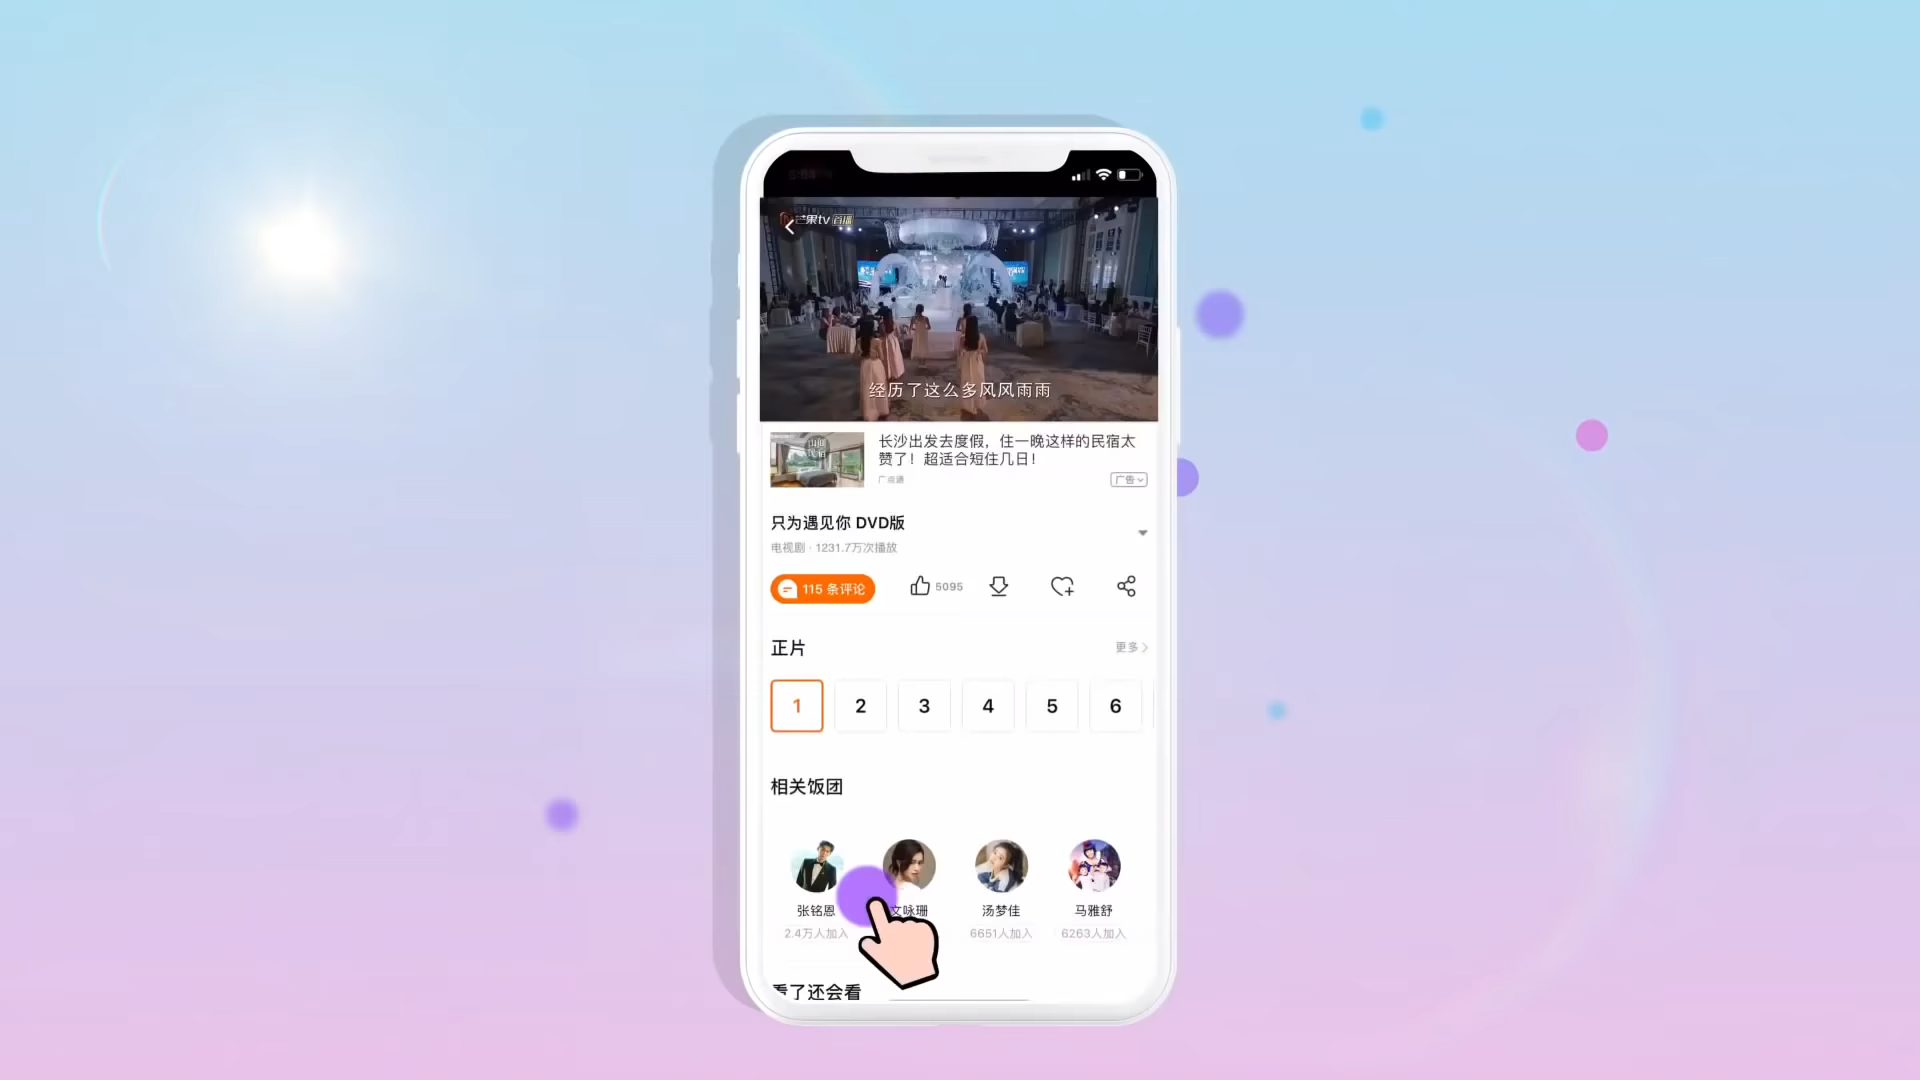 芒果tv 首播
经历了这么多风风雨雨
长沙出发去度假，住一晚这样的民宿太
赞了！超适合短住几日！
广点通
广告
只为遇见你 DVD版
电视剧 · 1231.7万次播放
115 条评论
5095
正片
更多
1 2 3 4 5 6
相关饭团
张铭恩 文咏珊 汤梦佳 马雅舒
2.4万人加入 6651人加入 6263人加入
看了还会看